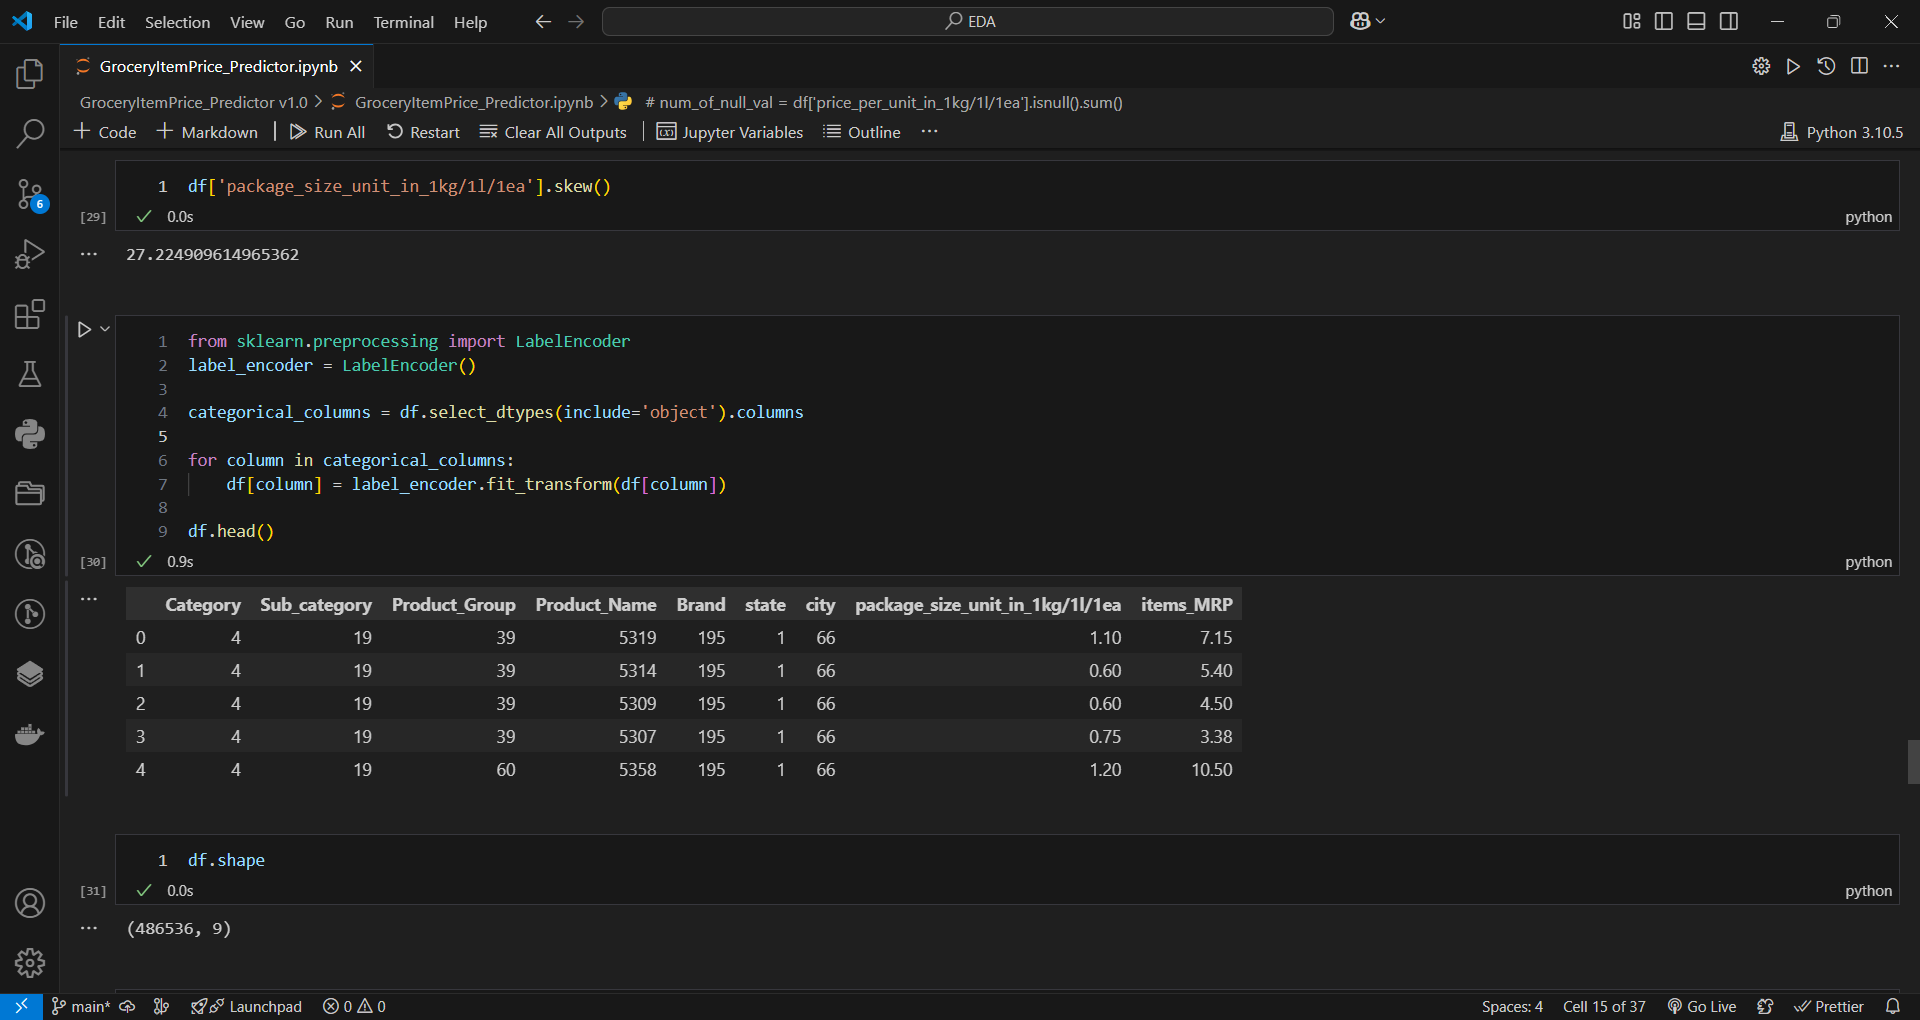 File Edit Selection View Go Run Terminal Help EDA
GroceryItemPrice_Predictor.ipynb
GroceryItemPrice_Predictor v1.0 > GroceryItemPrice_Predictor.ipynb > # num_of_null_val = df['price_per_unit_in_1kg/1l/1ea'].isnull().sum()
+ Code + Markdown | Run All Restart Clear All Outputs | Jupyter Variables Outline ... Python 3.10.5
1 df['package_size_unit_in_1kg/1l/1ea'].skew()
[29] 0.0s python
... 27.224909614965362
1 from sklearn.preprocessing import LabelEncoder
2 label_encoder = LabelEncoder()
3
4 categorical_columns = df.select_dtypes(include='object').columns
5
6 for column in categorical_columns:
7 df[column] = label_encoder.fit_transform(df[column])
8
9 df.head()
[30] 0.9s python
... Category Sub_category Product_Group Product_Name Brand state city package_size_unit_in_1kg/1l/1ea items_MRP
0 4 19 39 5319 195 1 66 1.10 7.15
1 4 19 39 5314 195 1 66 0.60 5.40
2 4 19 39 5309 195 1 66 0.60 4.50
3 4 19 39 5307 195 1 66 0.75 3.38
4 4 19 60 5358 195 1 66 1.20 10.50
1 df.shape
[31] 0.0s python
... (486536, 9)
6
main* Launchpad 0 0 Spaces: 4 Cell 15 of 37 Go Live Prettier